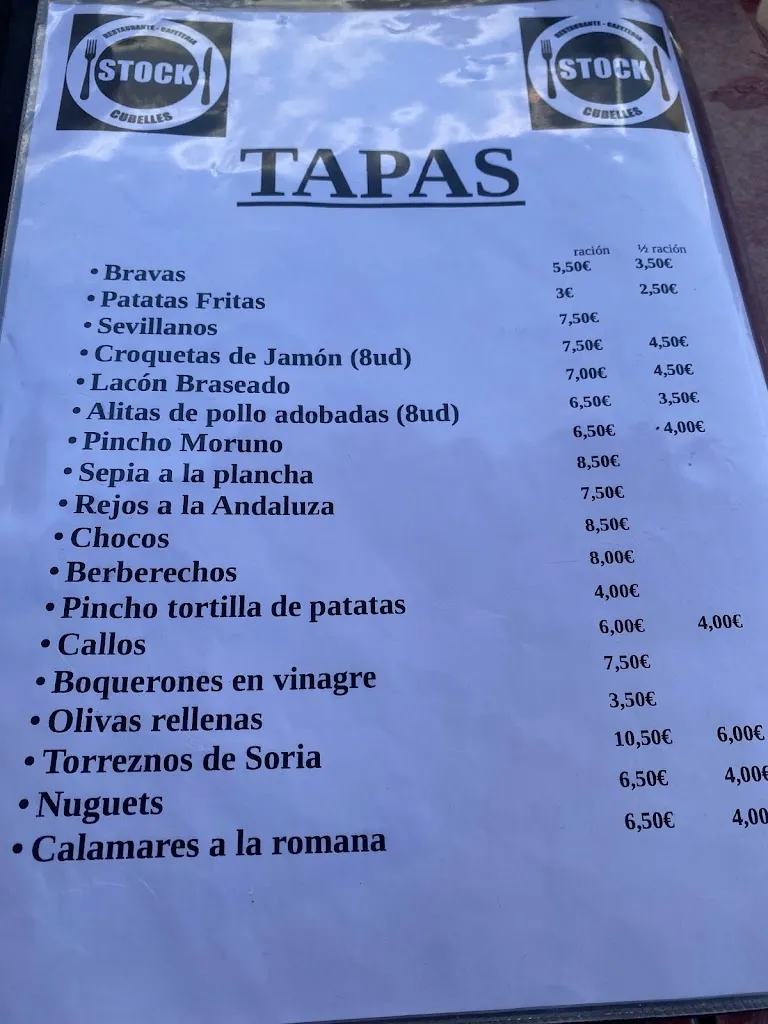 RESTAURANTE - CAFETERIA
STOCK
CUBELLES
RESTAURANTE - CAFETERIA
STOCK
CUBELLES
TAPAS
ración ½ ración
• Bravas 5,50€ 3,50€
• Patatas Fritas 3€ 2,50€
• Sevillanos 7,50€
• Croquetas de Jamón (8ud) 7,50€ 4,50€
• Lacón Braseado 7,00€ 4,50€
• Alitas de pollo adobadas (8ud) 6,50€ 3,50€
• Pincho Moruno 6,50€ · 4,00€
• Sepia a la plancha 8,50€
• Rejos a la Andaluza 7,50€
• Chocos 8,50€
• Berberechos 8,00€
• Pincho tortilla de patatas 4,00€
• Callos 6,00€ 4,00€
• Boquerones en vinagre 7,50€
• Olivas rellenas 3,50€
• Torreznos de Soria 10,50€ 6,00€
• Nuguets 6,50€ 4,00€
• Calamares a la romana 6,50€ 4,00